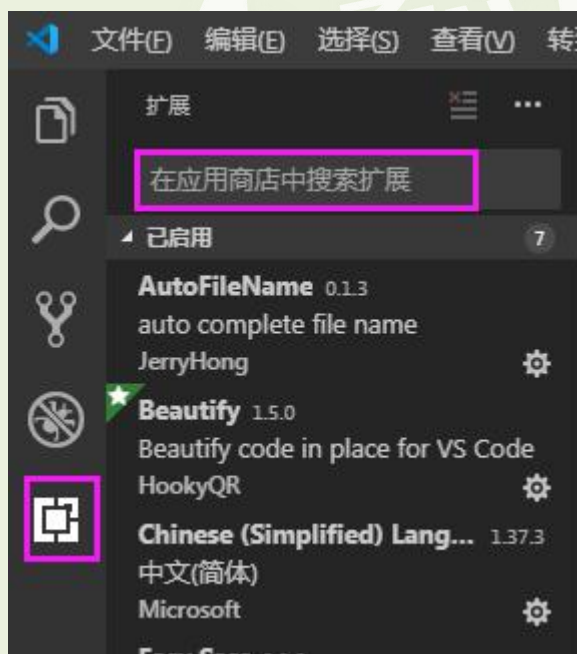 文件(F) 编辑(E) 选择(S) 查看(V) 转
扩展
在应用商店中搜索扩展
已启用 7
AutoFileName 0.1.3
auto complete file name
JerryHong
Beautify 1.5.0
Beautify code in place for VS Code
HookyQR
Chinese (Simplified) Lang... 1.37.3
中文(简体)
Microsoft